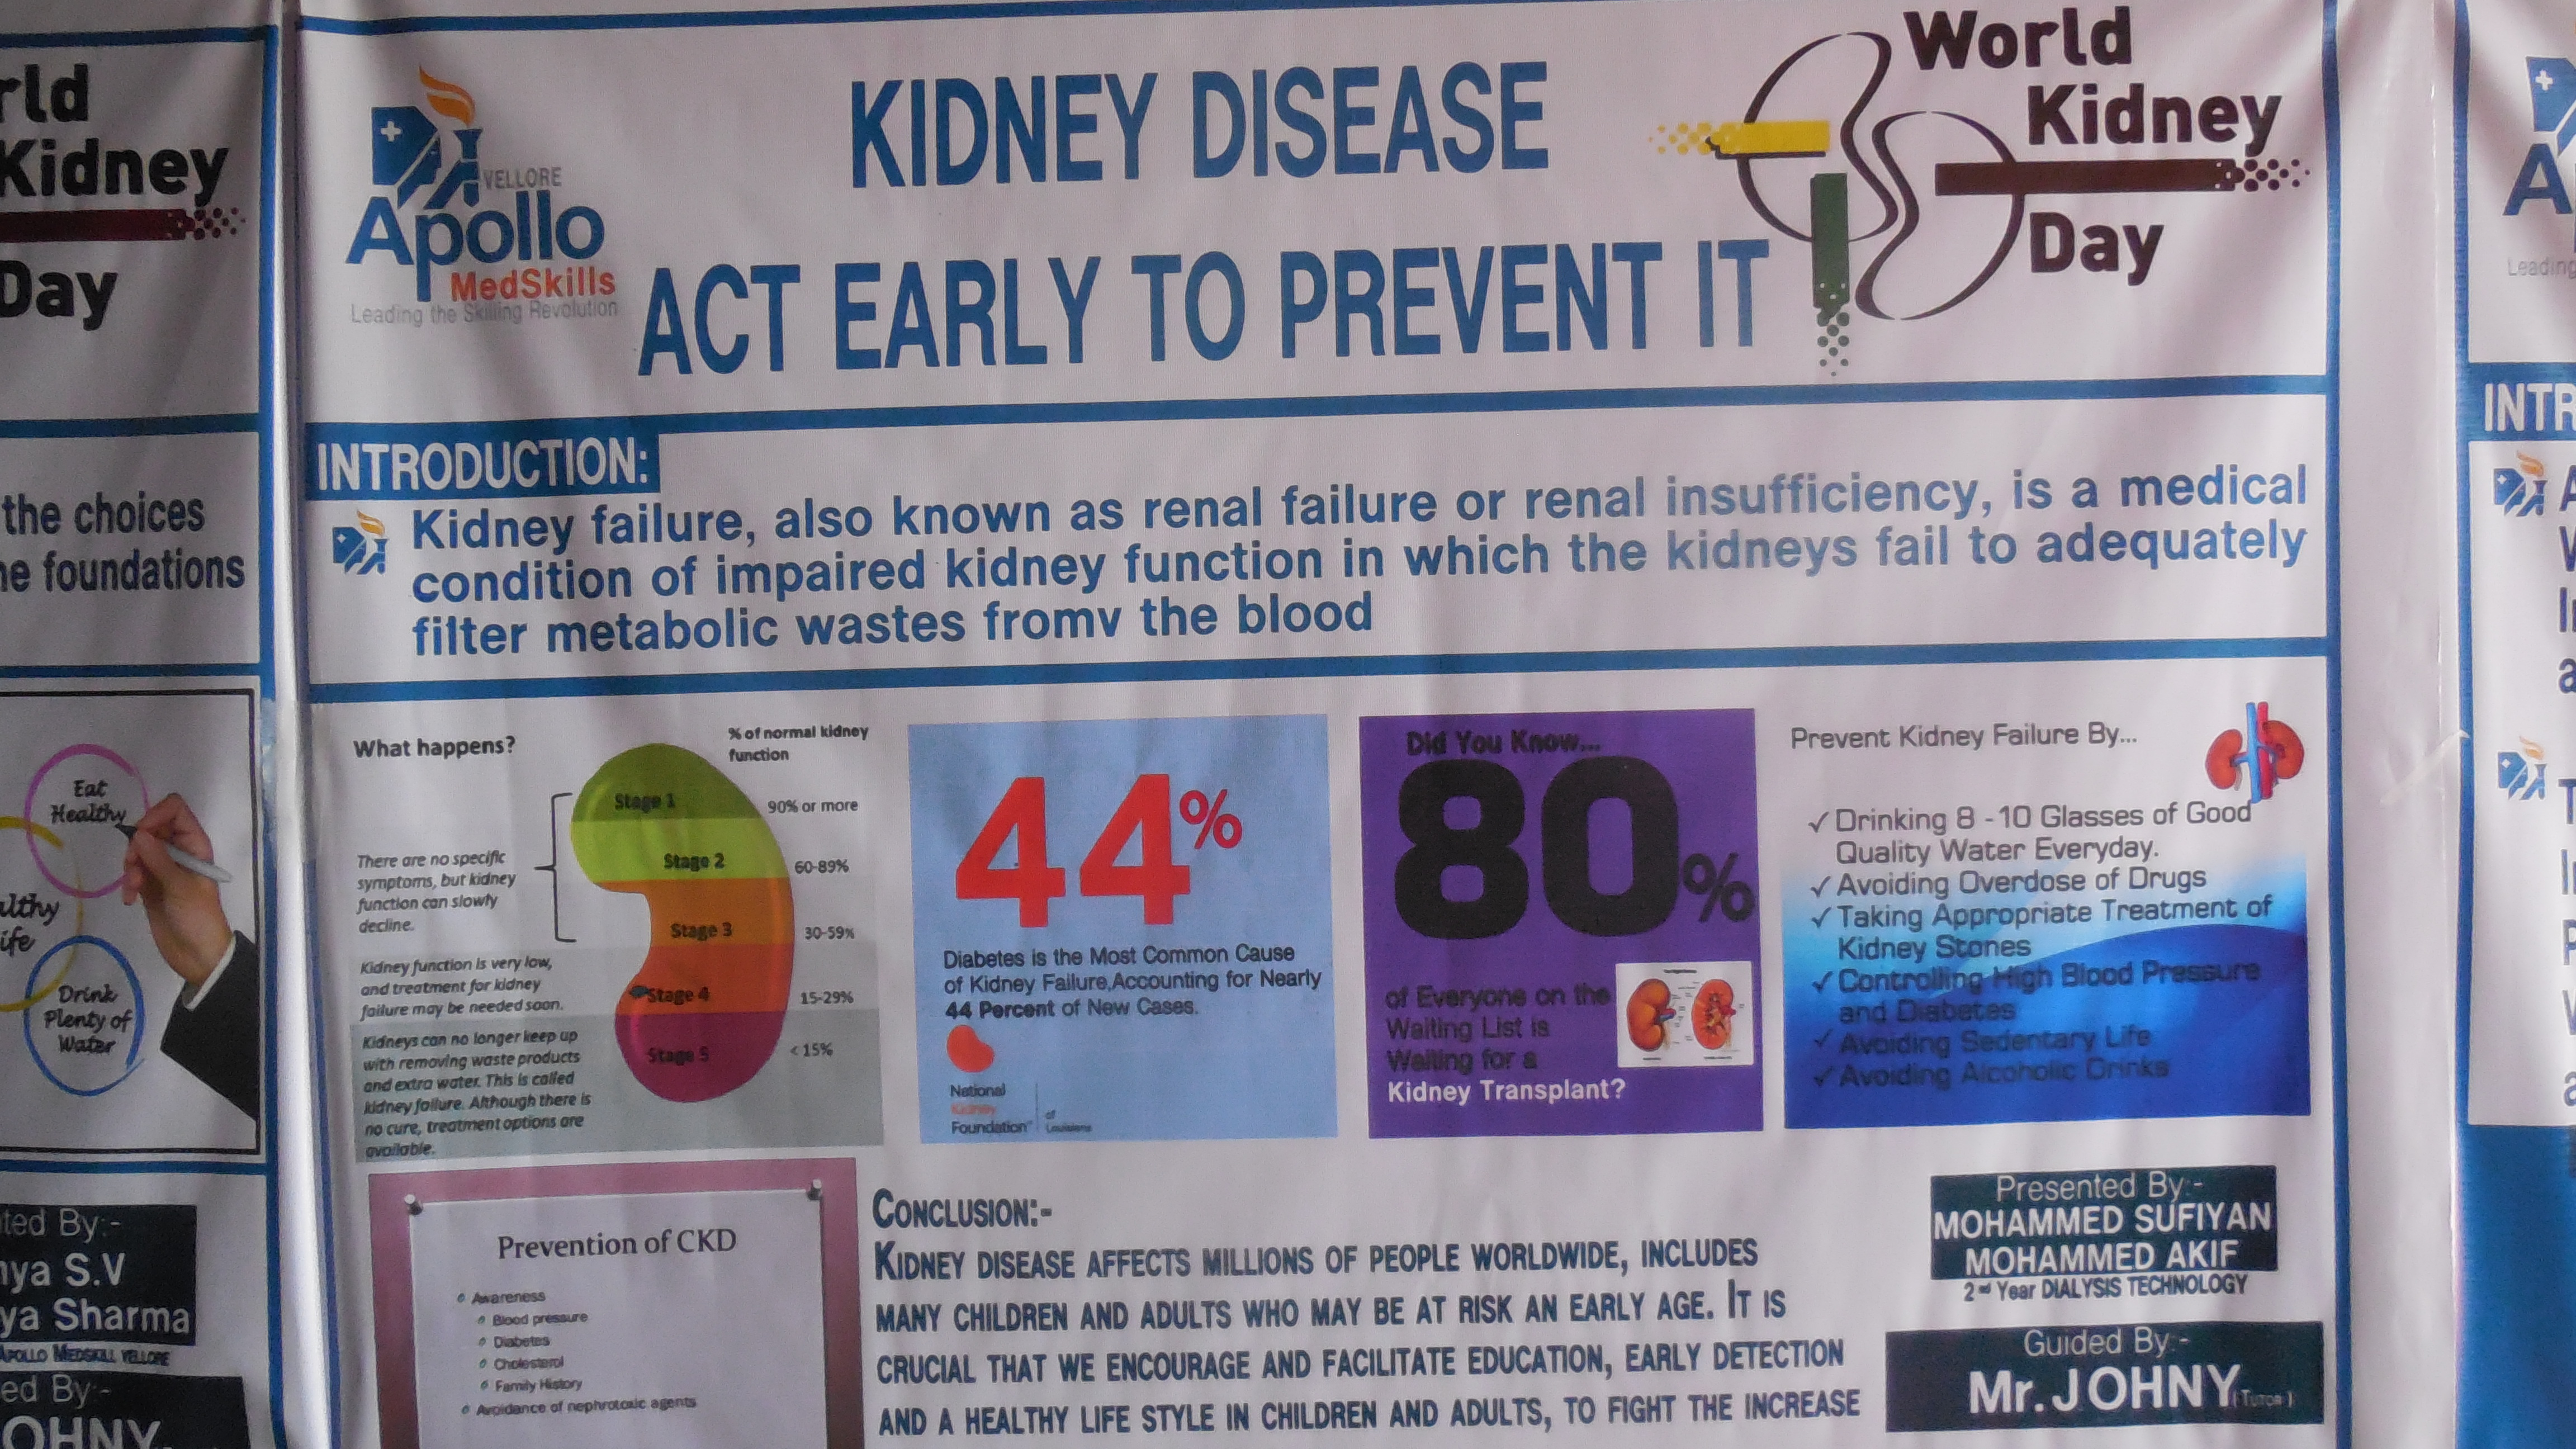 rld
Kidney
Day
the choices
ne foundations
Eat
Healthy
althy
ife
Drink
Plenty of
Water
ted By:-
nya S.V
ya Sharma
APOLLO MEDSKILL VELLORE
ed By:-
OHNY
VELLORE
Apollo
MedSkills
Leading the Skilling Revolution
KIDNEY DISEASE
ACT EARLY TO PREVENT IT
World
Kidney
Day
INTRODUCTION:
Kidney failure, also known as renal failure or renal insufficiency, is a medical
condition of impaired kidney function in which the kidneys fail to adequately
filter metabolic wastes fromv the blood
What happens?
% of normal kidney
function
Stage 1
90% or more
Stage 2
60-89%
Stage 3
30-59%
Stage 4
15-29%
Stage 5
<15%
There are no specific
symptoms, but kidney
function can slowly
decline.
Kidney function is very low,
and treatment for kidney
failure may be needed soon.
Kidneys can no longer keep up
with removing waste products
and extra water. This is called
kidney failure. Although there is
no cure, treatment options are
available.
44%
Diabetes is the Most Common Cause
of Kidney Failure,Accounting for Nearly
44 Percent of New Cases.
National
Kidney
Foundation
of
Louisiana
Did You Know...
80%
of Everyone on the
Waiting List is
Waiting for a
Kidney Transplant?
Prevent Kidney Failure By...
✓ Drinking 8 -10 Glasses of Good
Quality Water Everyday.
✓ Avoiding Overdose of Drugs
✓ Taking Appropriate Treatment of
Kidney Stones
✓ Controlling High Blood Pressure
and Diabetes
✓ Avoiding Sedentary Life
✓ Avoiding Alcoholic Drinks
Prevention of CKD
Awareness
Blood pressure
Diabetes
Cholesterol
Family History
Avoidance of nephrotoxic agents
CONCLUSION:-
KIDNEY DISEASE AFFECTS MILLIONS OF PEOPLE WORLDWIDE, INCLUDES
MANY CHILDREN AND ADULTS WHO MAY BE AT RISK AN EARLY AGE. IT IS
CRUCIAL THAT WE ENCOURAGE AND FACILITATE EDUCATION, EARLY DETECTION
AND A HEALTHY LIFE STYLE IN CHILDREN AND ADULTS, TO FIGHT THE INCREASE
Presented By:-
MOHAMMED SUFIYAN
MOHAMMED AKIF
2nd Year DIALYSIS TECHNOLOGY
Guided By:-
Mr.JOHNY (Tutor)
A
Leading
INTR